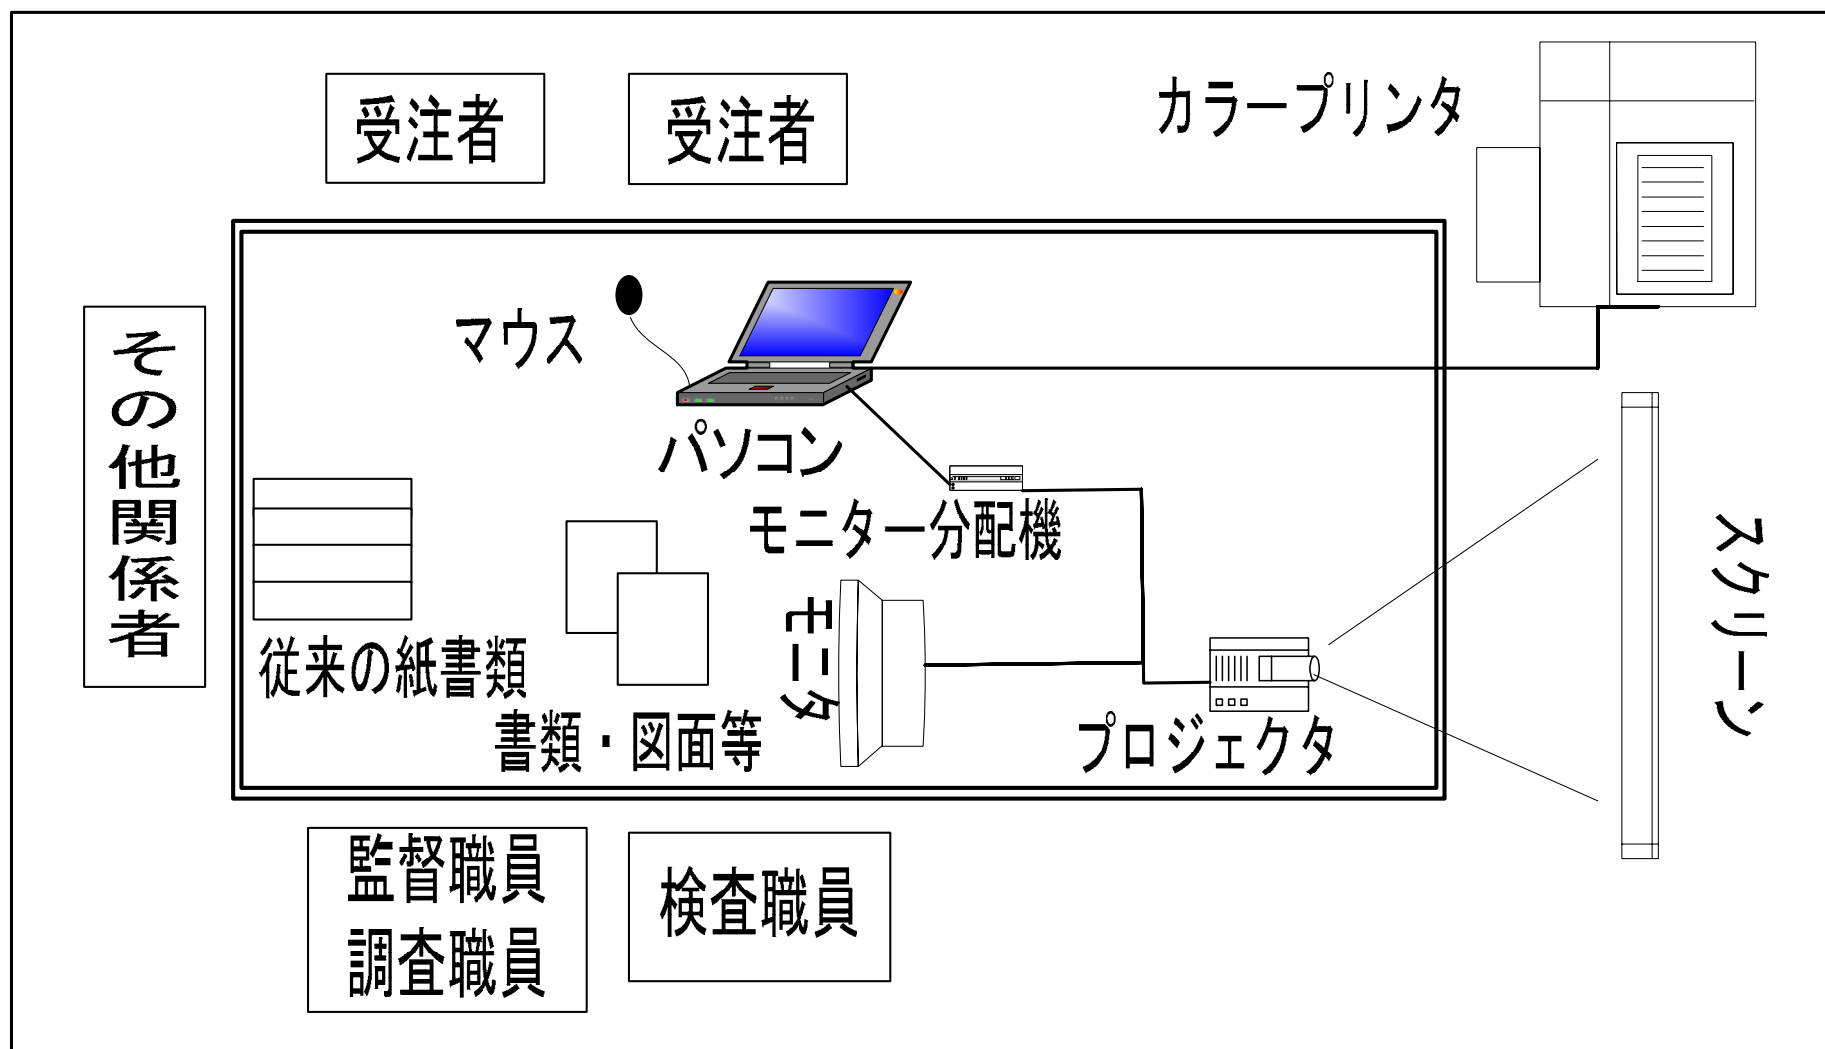 受注者
受注者
カラープリンタ
マウス
パソコン
モニター分配機
その他関係者
従来の紙書類
書類・図面等
モニタ
プロジェクタ
スクリーン
監督職員
調査職員
検査職員